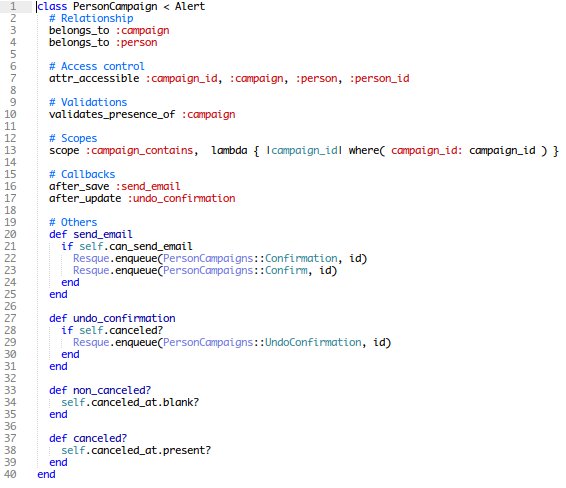 1 class PersonCampaign < Alert
2   # Relationship
3   belongs_to :campaign
4   belongs_to :person
5
6   # Access control
7   attr_accessible :campaign_id, :campaign, :person, :person_id
8
9   # Validations
10   validates_presence_of :campaign
11
12   # Scopes
13   scope :campaign_contains,  lambda { |campaign_id| where( campaign_id: campaign_id ) }
14
15   # Callbacks
16   after_save :send_email
17   after_update :undo_confirmation
18
19   # Others
20   def send_email
21     if self.can_send_email
22       Resque.enqueue(PersonCampaigns::Confirmation, id)
23       Resque.enqueue(PersonCampaigns::Confirm, id)
24     end
25   end
26
27   def undo_confirmation
28     if self.canceled?
29       Resque.enqueue(PersonCampaigns::UndoConfirmation, id)
30     end
31   end
32
33   def non_canceled?
34     self.canceled_at.blank?
35   end
36
37   def canceled?
38     self.canceled_at.present?
39   end
40 end